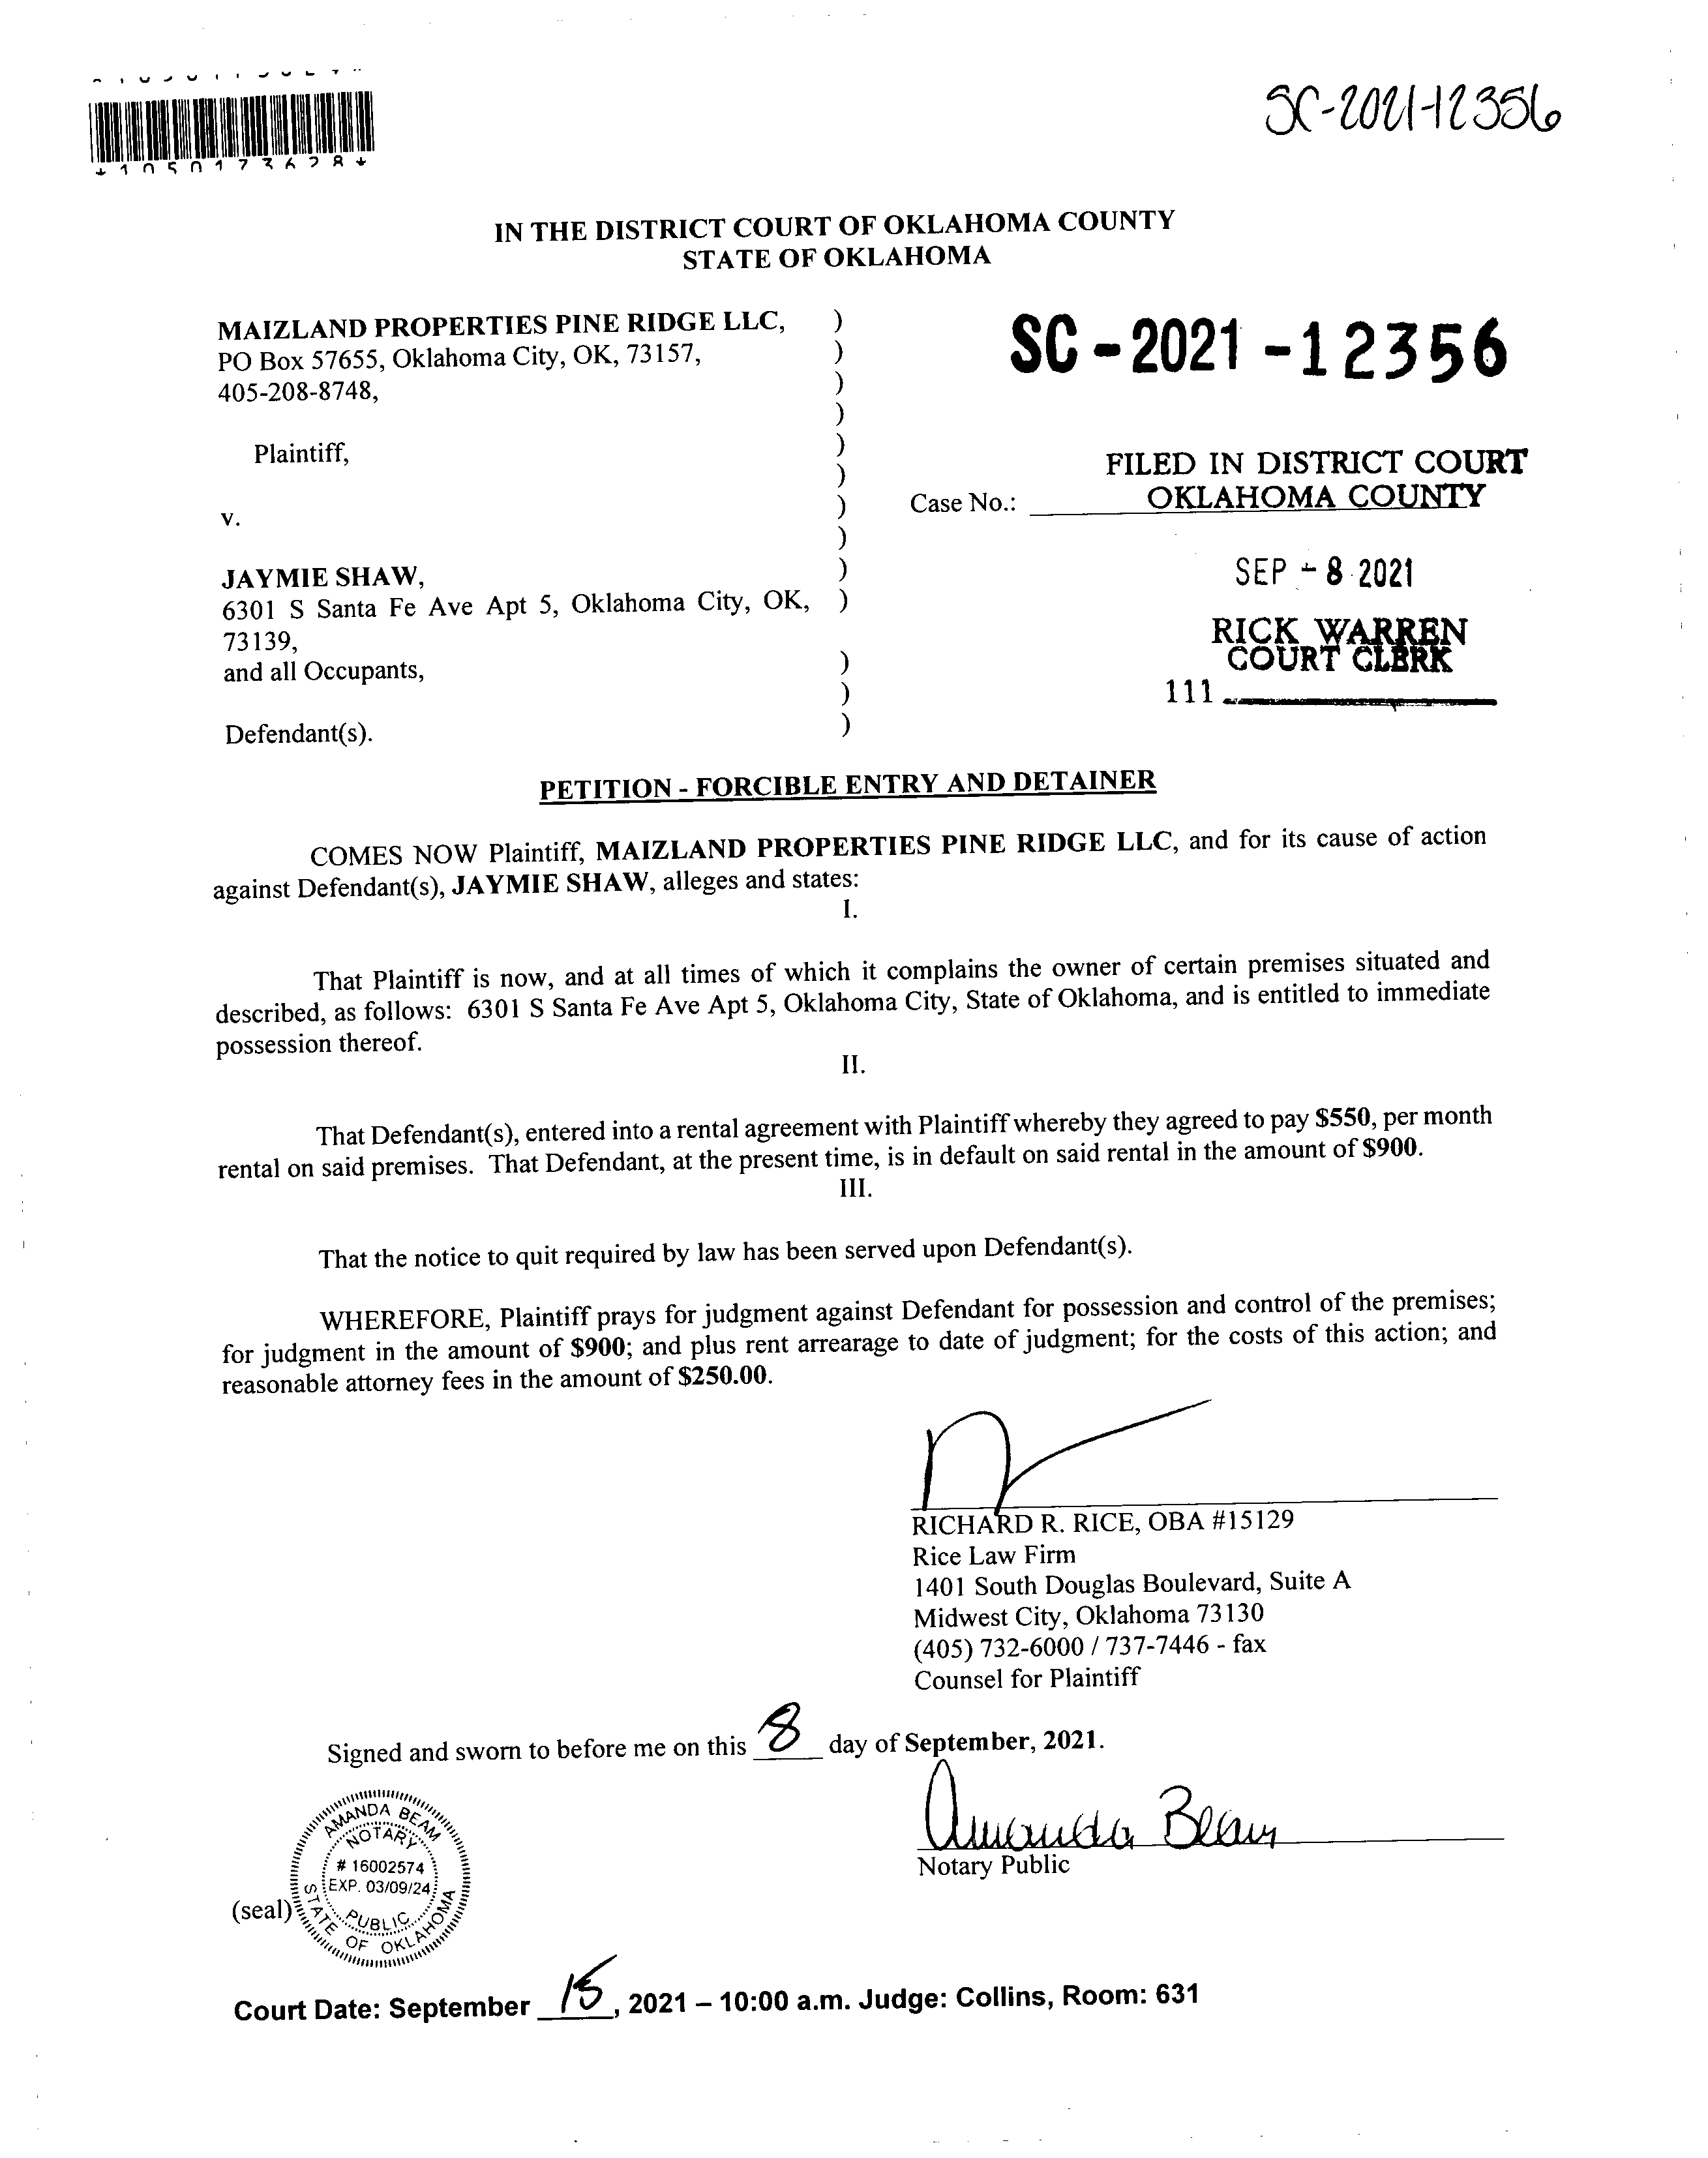 SC-2021-12356
*1050173628*
IN THE DISTRICT COURT OF OKLAHOMA COUNTY
STATE OF OKLAHOMA
MAIZLAND PROPERTIES PINE RIDGE LLC, )
PO Box 57655, Oklahoma City, OK, 73157, )
405-208-8748, )
)
Plaintiff, )
)
v. )
)
JAYMIE SHAW, )
6301 S Santa Fe Ave Apt 5, Oklahoma City, OK, )
73139,
and all Occupants, )
)
Defendant(s). )
SC-2021-12356
FILED IN DISTRICT COURT
Case No.: OKLAHOMA COUNTY
SEP - 8 2021
RICK WARREN
COURT CLERK
111
PETITION - FORCIBLE ENTRY AND DETAINER
COMES NOW Plaintiff, MAIZLAND PROPERTIES PINE RIDGE LLC, and for its cause of action
against Defendant(s), JAYMIE SHAW, alleges and states:
I.
That Plaintiff is now, and at all times of which it complains the owner of certain premises situated and
described, as follows: 6301 S Santa Fe Ave Apt 5, Oklahoma City, State of Oklahoma, and is entitled to immediate
possession thereof.
II.
That Defendant(s), entered into a rental agreement with Plaintiff whereby they agreed to pay $550, per month
rental on said premises. That Defendant, at the present time, is in default on said rental in the amount of $900.
III.
That the notice to quit required by law has been served upon Defendant(s).
WHEREFORE, Plaintiff prays for judgment against Defendant for possession and control of the premises;
for judgment in the amount of $900; and plus rent arrearage to date of judgment; for the costs of this action; and
reasonable attorney fees in the amount of $250.00.
RICHARD R. RICE, OBA #15129
Rice Law Firm
1401 South Douglas Boulevard, Suite A
Midwest City, Oklahoma 73130
(405) 732-6000 / 737-7446 - fax
Counsel for Plaintiff
Signed and sworn to before me on this 8 day of September, 2021.
Amanda Beam
Notary Public
AMANDA BEAM
NOTARY
# 16002574
EXP. 03/09/24
PUBLIC
STATE OF OKLAHOMA
(seal)
Court Date: September 15, 2021 – 10:00 a.m. Judge: Collins, Room: 631